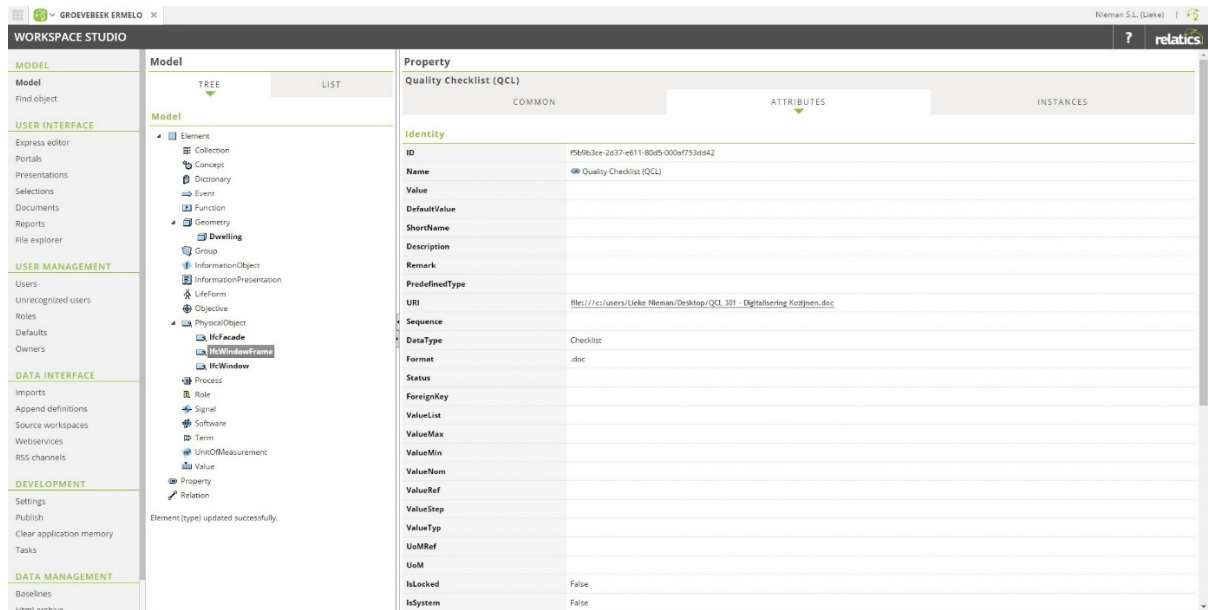 GROEVEBEEK ERMELO
Nieman S.L. (Lieke) |
WORKSPACE STUDIO
? relatics
MODEL
Model
Find object
USER INTERFACE
Express editor
Portals
Presentations
Selections
Documents
Reports
File explorer
USER MANAGEMENT
Users
Unrecognized users
Roles
Defaults
Owners
DATA INTERFACE
Imports
Append definitions
Source workspaces
Webservices
RSS channels
DEVELOPMENT
Settings
Publish
Clear application memory
Tasks
DATA MANAGEMENT
Baselines
Html archive
Model
TREE LIST
Model
Element
Collection
Concept
Dictionary
Event
Function
Geometry
Dwelling
Group
InformationObject
InformationPresentation
LifeForm
Objective
PhysicalObject
IfcFacade
IfcWindowFrame
IfcWindow
Process
Role
Signal
Software
Term
UnitOfMeasurement
Value
Property
Relation
Element (type) updated successfully.
Property
Quality Checklist (QCL)
COMMON ATTRIBUTES INSTANCES
Identity
ID f5b9b3ce-2d37-e611-80d5-000af753dd42
Name Quality Checklist (QCL)
Value
DefaultValue
ShortName
Description
Remark
PredefinedType
URI file:///c:/users/Lieke Nieman/Desktop/QCL 301 - Digitalisering Kozijnen.doc
Sequence
DataType Checklist
Format .doc
Status
ForeignKey
ValueList
ValueMax
ValueMin
ValueNom
ValueRef
ValueStep
ValueTyp
UoMRef
UoM
IsLocked False
IsSystem False